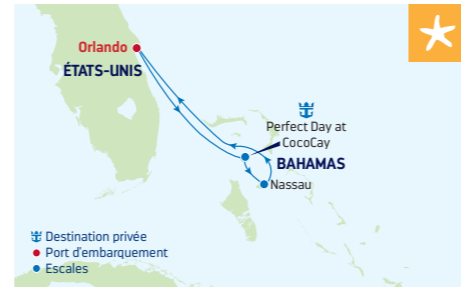 Orlando
ÉTATS-UNIS
Perfect Day at
CocoCay
BAHAMAS
Nassau
Destination privée
Port d'embarquement
Escales